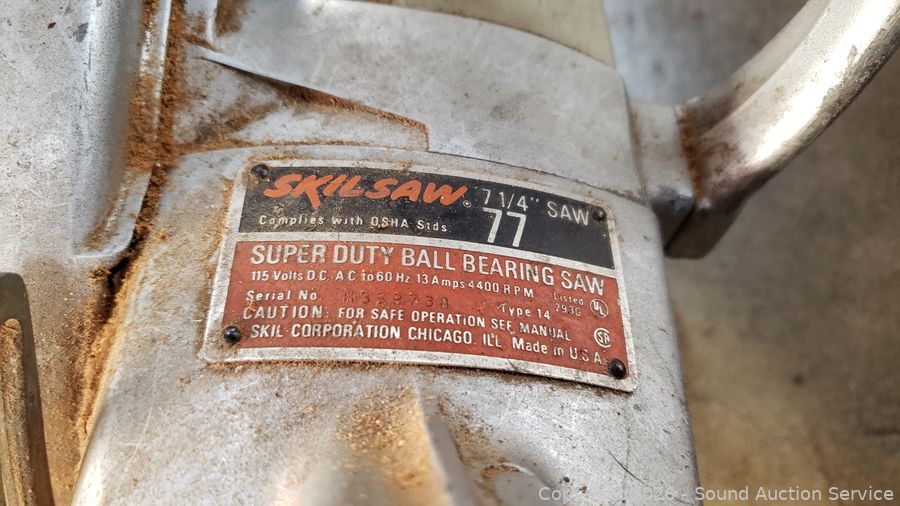 SKILSAW® 7 1/4" SAW
Complies with OSHA Stds. 77
SUPER DUTY BALL BEARING SAW
115 Volts D.C. A C to 60 Hz 13 Amps 4400 R P M
Serial No. Type 14 Listed 293G UL
CAUTION: FOR SAFE OPERATION SEE MANUAL
SKIL CORPORATION CHICAGO, ILL, Made in U.S.A.
- Sound Auction Service